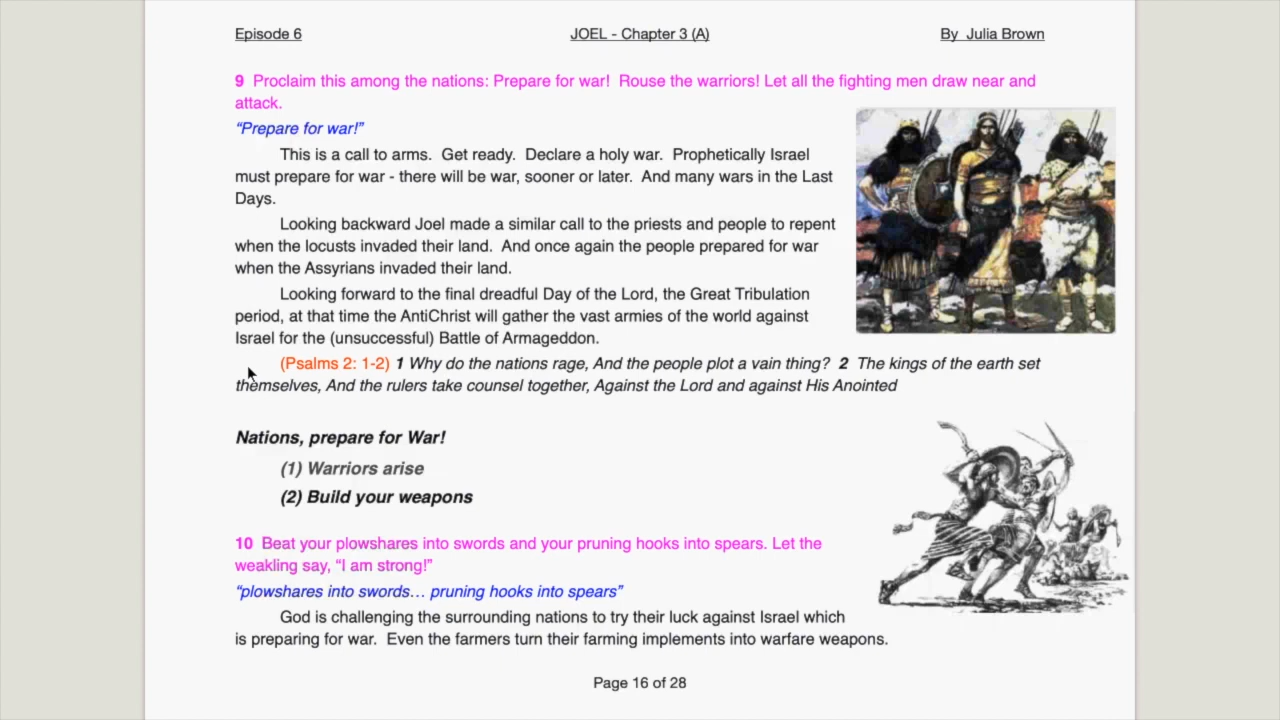 Episode 6 JOEL - Chapter 3 (A) By Julia Brown
9 Proclaim this among the nations: Prepare for war! Rouse the warriors! Let all the fighting men draw near and
attack.
“Prepare for war!”
This is a call to arms. Get ready. Declare a holy war. Prophetically Israel
must prepare for war - there will be war, sooner or later. And many wars in the Last
Days.
Looking backward Joel made a similar call to the priests and people to repent
when the locusts invaded their land. And once again the people prepared for war
when the Assyrians invaded their land.
Looking forward to the final dreadful Day of the Lord, the Great Tribulation
period, at that time the AntiChrist will gather the vast armies of the world against
Israel for the (unsuccessful) Battle of Armageddon.
(Psalms 2: 1-2) 1 Why do the nations rage, And the people plot a vain thing? 2 The kings of the earth set
themselves, And the rulers take counsel together, Against the Lord and against His Anointed
Nations, prepare for War!
(1) Warriors arise
(2) Build your weapons
10 Beat your plowshares into swords and your pruning hooks into spears. Let the
weakling say, “I am strong!”
“plowshares into swords… pruning hooks into spears”
God is challenging the surrounding nations to try their luck against Israel which
is preparing for war. Even the farmers turn their farming implements into warfare weapons.
Page 16 of 28